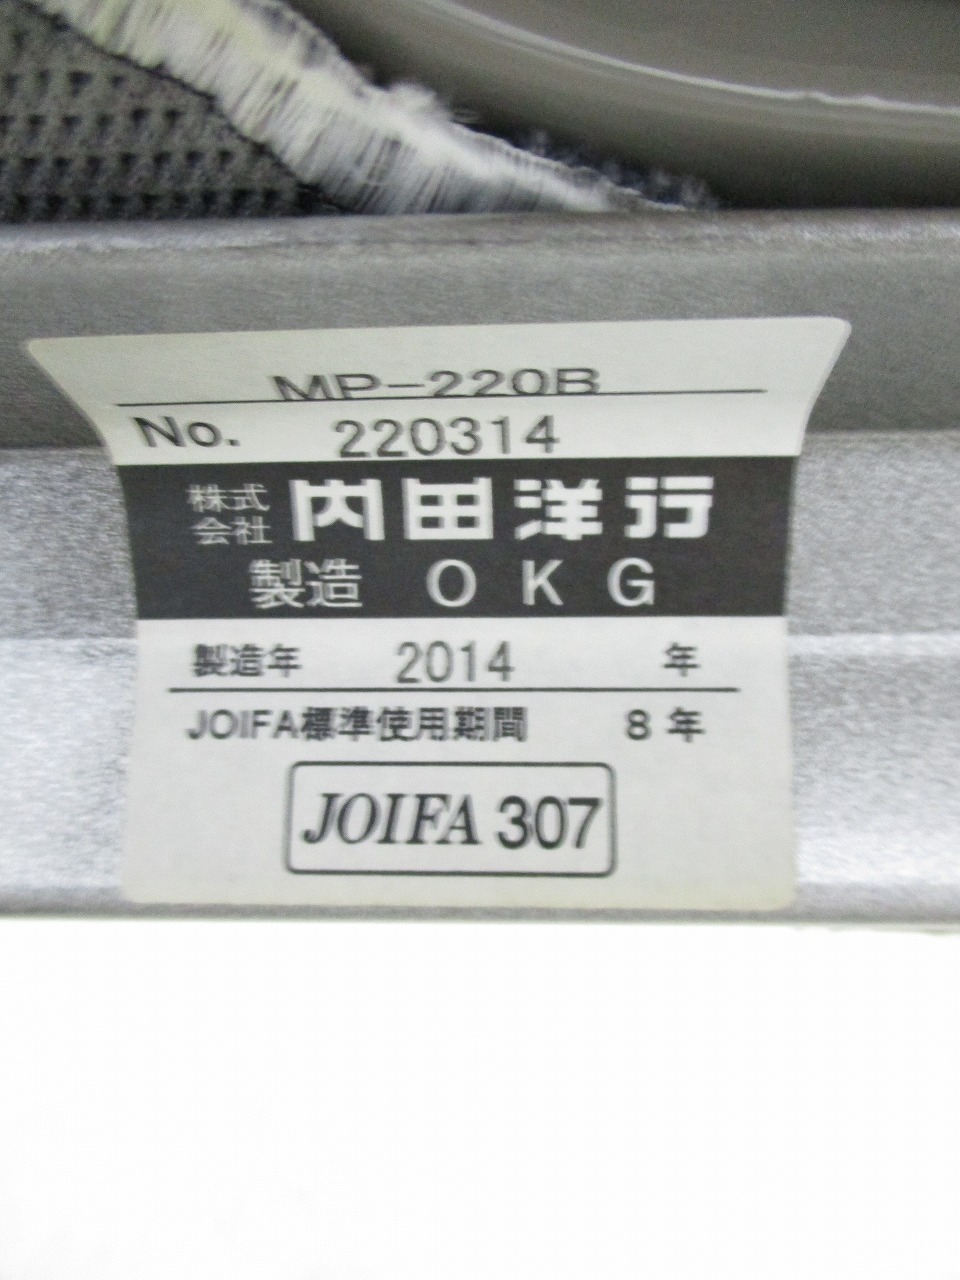 MP-220B
No. 220314
株式会社 内田洋行
製造 OKG
製造年 2014 年
JOIFA標準使用期間 8年
JOIFA 307